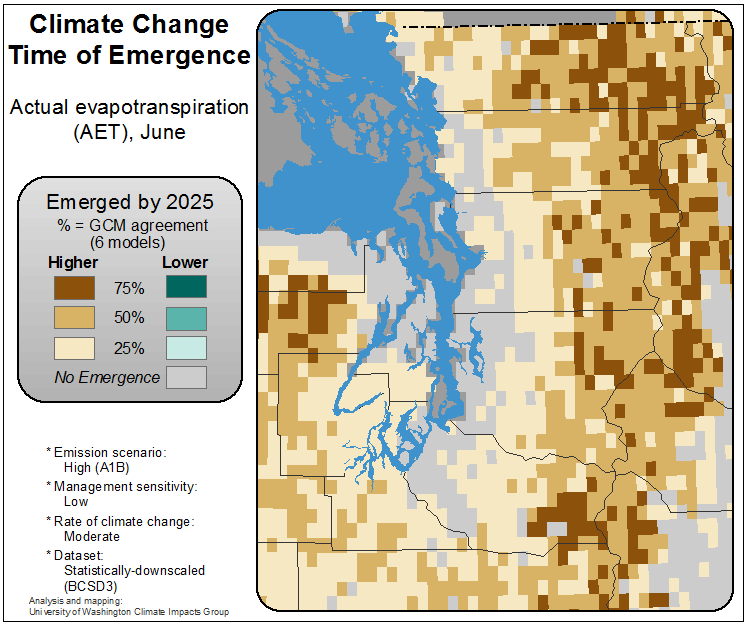 Climate Change
Time of Emergence
Actual evapotranspiration
(AET), June
Emerged by 2025
% = GCM agreement
(6 models)
Higher Lower
75%
50%
25%
No Emergence
* Emission scenario:
High (A1B)
* Management sensitivity:
Low
* Rate of climate change:
Moderate
* Dataset:
Statistically-downscaled
(BCSD3)
Analysis and mapping:
University of Washington Climate Impacts Group